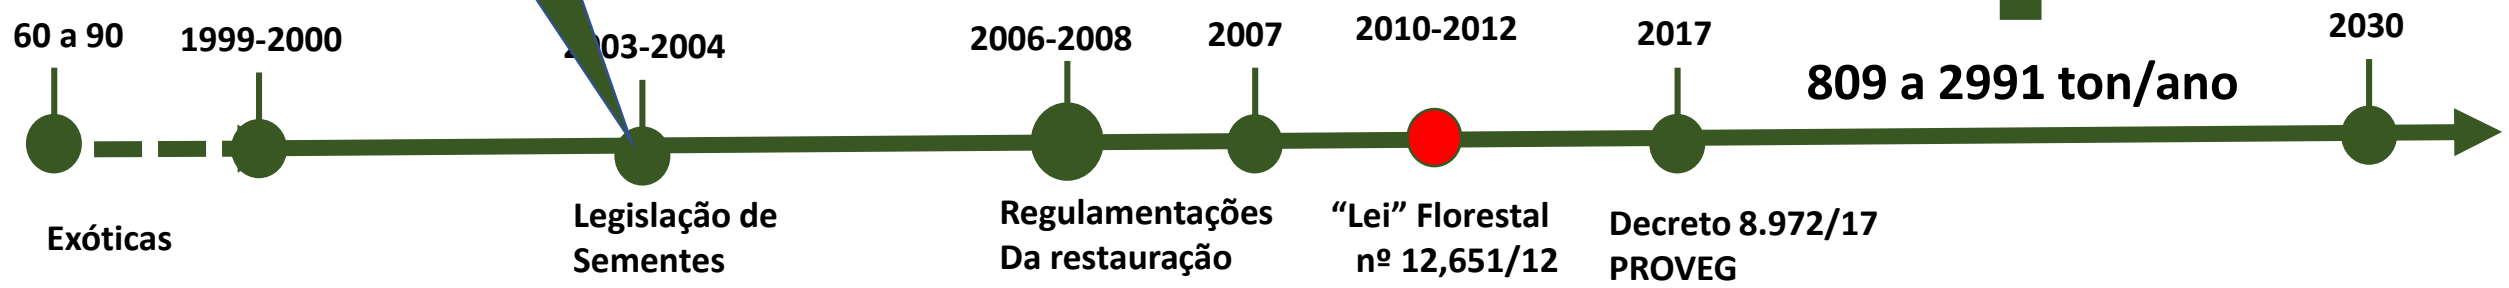 60 a 90
1999-2000
03-2004
2006-2008
2007
2010-2012
2017
2030
809 a 2991 ton/ano
Exóticas
Legislação de
Sementes
Regulamentações
Da restauração
“Lei” Florestal
nº 12,651/12
Decreto 8.972/17
PROVEG